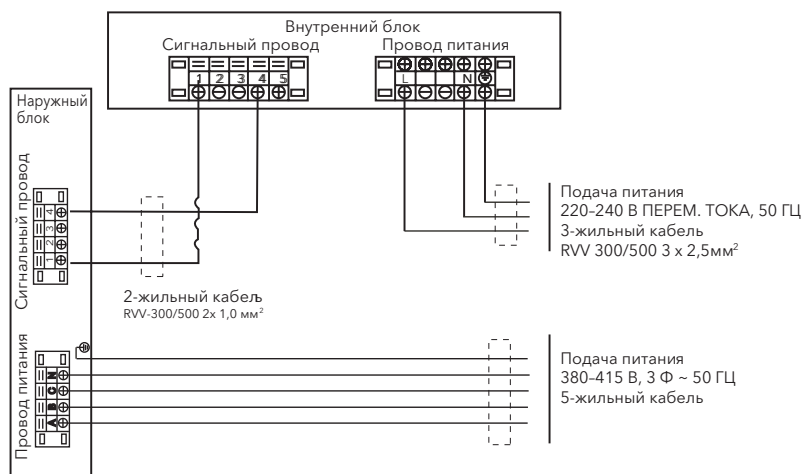 Внутренний блок
Сигнальный провод
Провод питания
1 2 3 4 5
L N
Наружный блок
Сигнальный провод
4 3 2 1
2-жильный кабель
RVV-300/500 2x 1,0 мм²
Подача питания
220–240 В ПЕРЕМ. ТОКА, 50 ГЦ
3-жильный кабель
RVV 300/500 3 x 2,5мм²
Провод питания
N C B A
Подача питания
380–415 В, 3 Ф ~ 50 ГЦ
5-жильный кабель